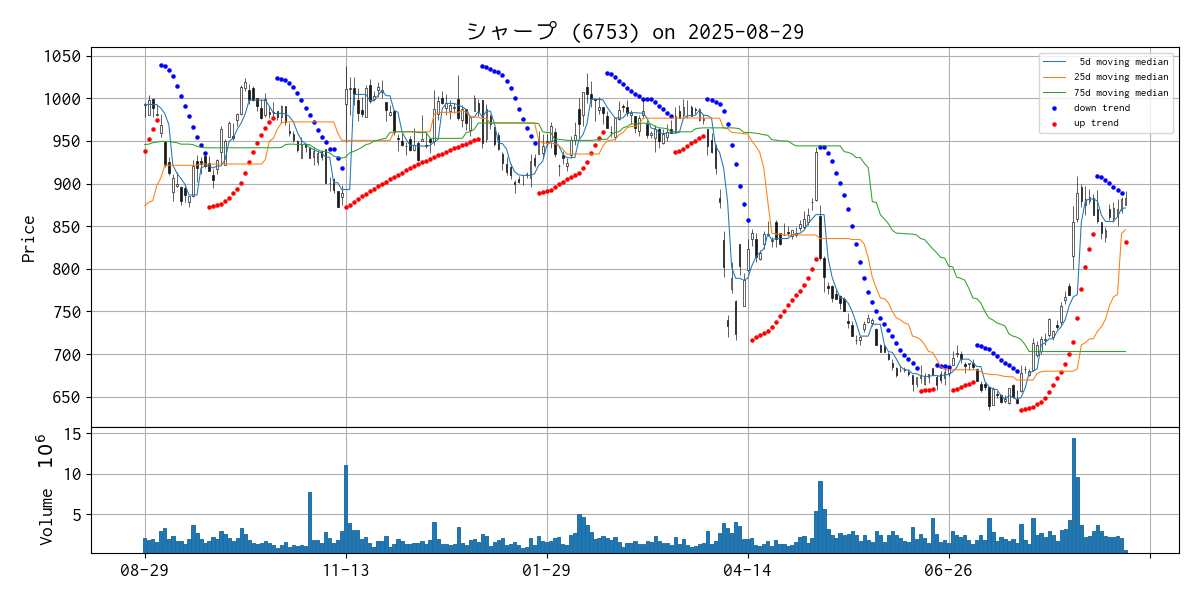 シャープ (6753) on 2025-08-29
5d moving median
25d moving median
75d moving median
down trend
up trend
1050
1000
950
900
850
800
750
700
650
Price
15
10
5
Volume 10⁶
08-29
11-13
01-29
04-14
06-26